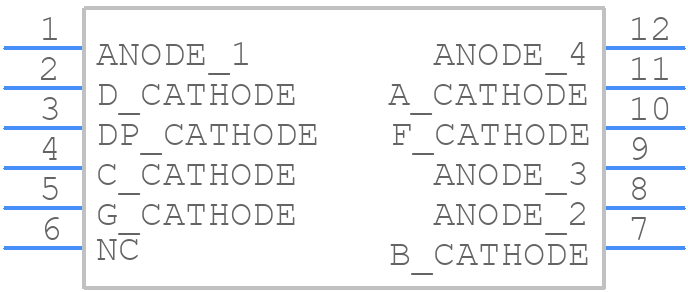 1 ANODE_1 ANODE_4 12
2 D_CATHODE A_CATHODE 11
3 DP_CATHODE F_CATHODE 10
4 C_CATHODE ANODE_3 9
5 G_CATHODE ANODE_2 8
6 NC B_CATHODE 7